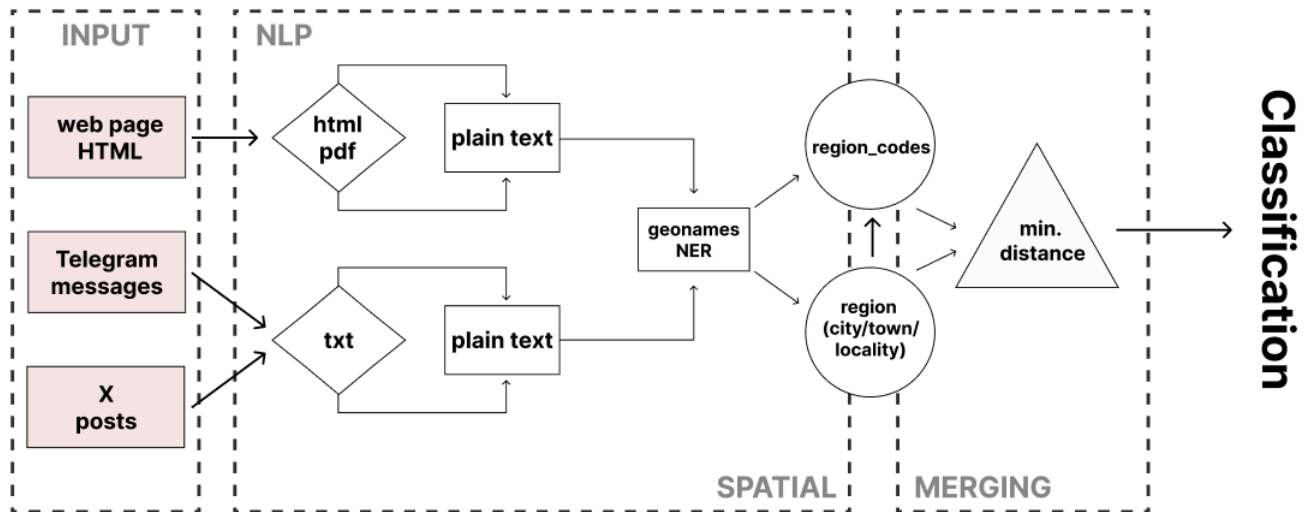 INPUT
NLP
web page
HTML
html
pdf
plain text
region_codes
Telegram
messages
geonames
NER
min.
distance
txt
plain text
region
(city/town/
locality)
X
posts
SPATIAL
MERGING
Classification